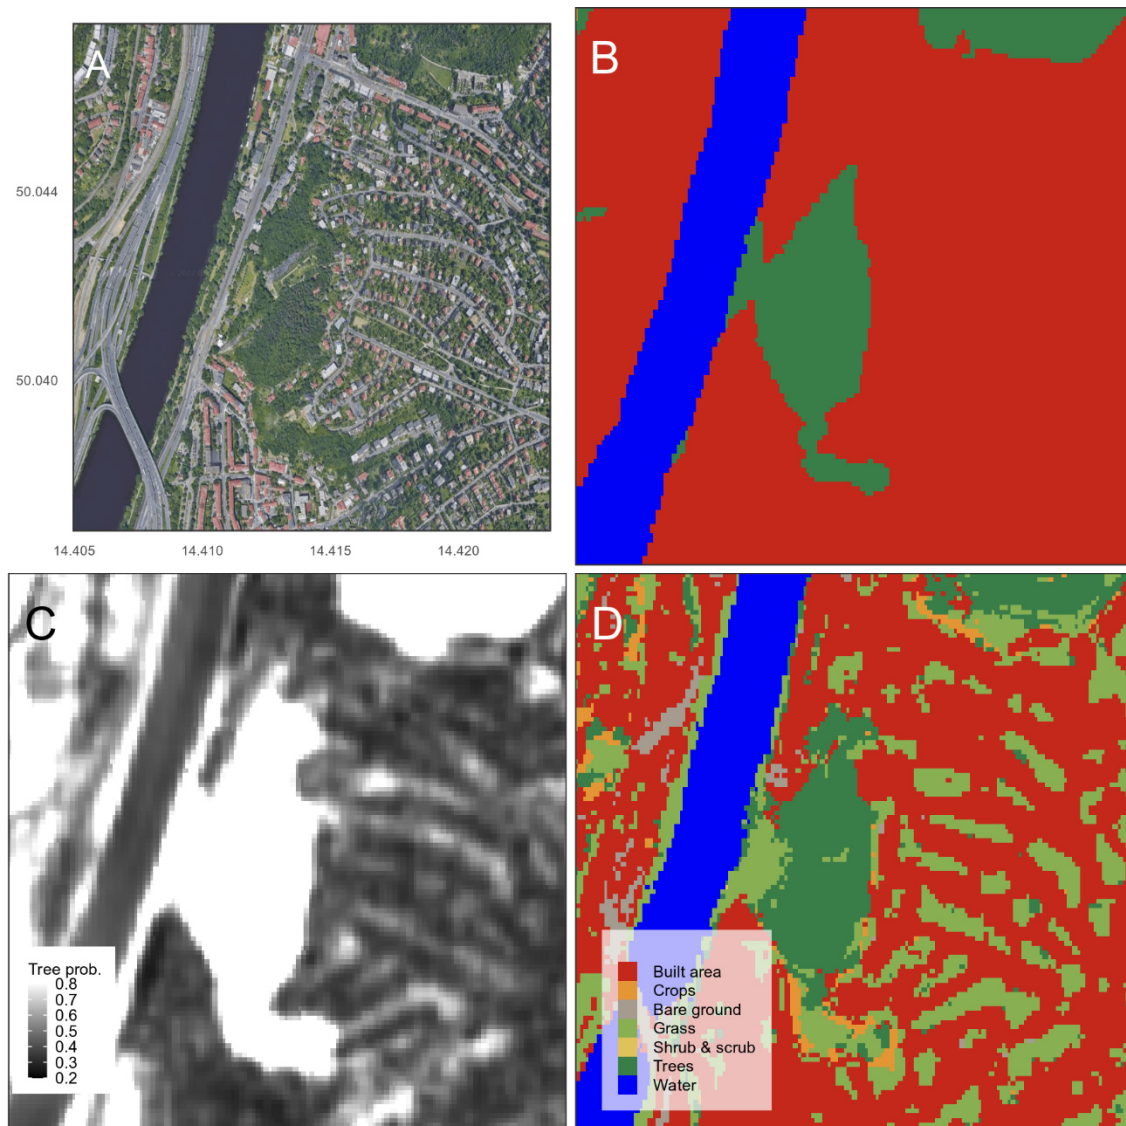 A
B
50.044
50.040
14.405 14.410 14.415 14.420
C
D
Tree prob.
0.8
0.7
0.6
0.5
0.4
0.3
0.2
Built area
Crops
Bare ground
Grass
Shrub & scrub
Trees
Water